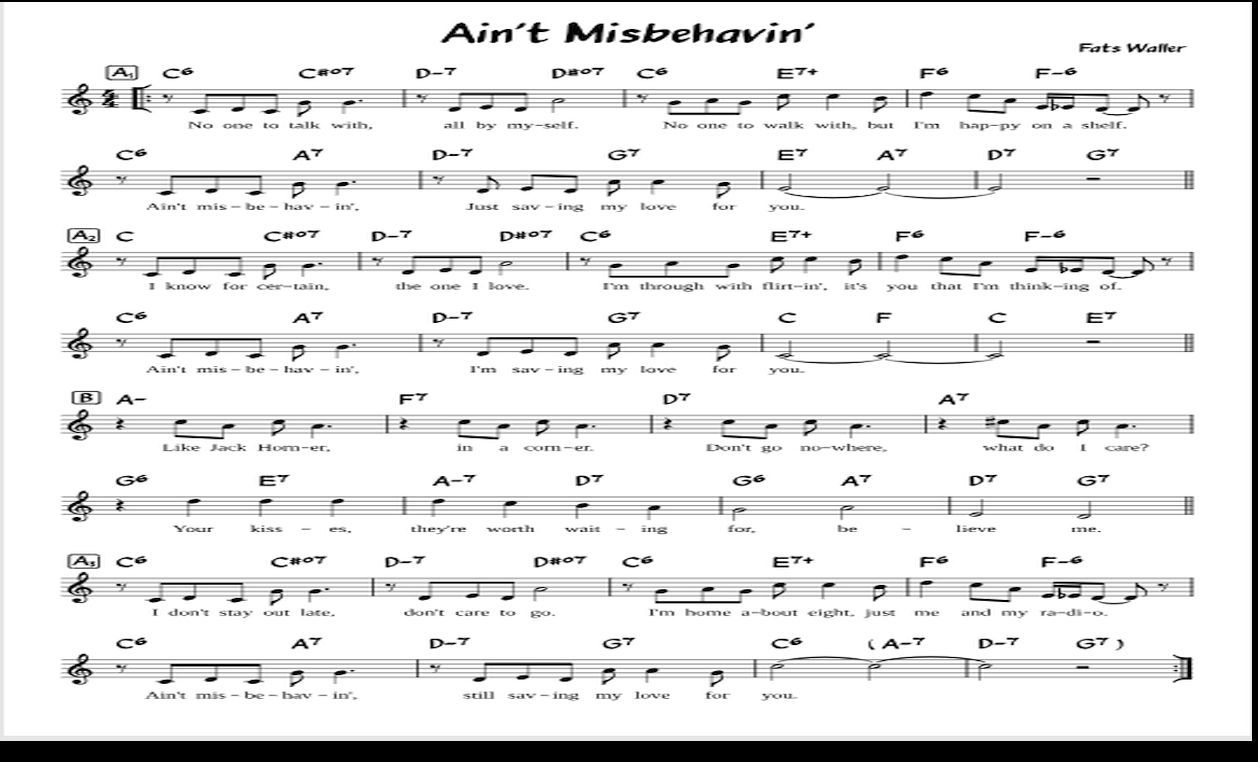 Ain't Misbehavin'
Fats Waller
A1 C6 C#o7 D-7 D#o7 C6 E7+ F6 F-6
4/4
No one to talk with, all by my-self. No one to walk with, but I'm hap-py on a shelf.
C6 A7 D-7 G7 E7 A7 D7 G7
Ain't mis-be-hav-in', Just sav-ing my love for you.
A2 C C#o7 D-7 D#o7 C6 E7+ F6 F-6
I know for cer-tain, the one I love. I'm through with flirt-in', it's you that I'm think-ing of.
C6 A7 D-7 G7 C F C E7
Ain't mis-be-hav-in', I'm sav-ing my love for you.
B A- F7 D7 A7
Like Jack Horn-er, in a corn-er. Don't go no-where, what do I care?
G6 E7 A-7 D7 G6 A7 D7 G7
Your kiss - es, they're worth wait - ing for, be - lieve me.
A3 C6 C#o7 D-7 D#o7 C6 E7+ F6 F-6
I don't stay out late, don't care to go. I'm home a-bout eight, just me and my ra-di-o.
C6 A7 D-7 G7 C6 ( A-7 D-7 G7 )
Ain't mis-be-hav-in', still sav-ing my love for you.